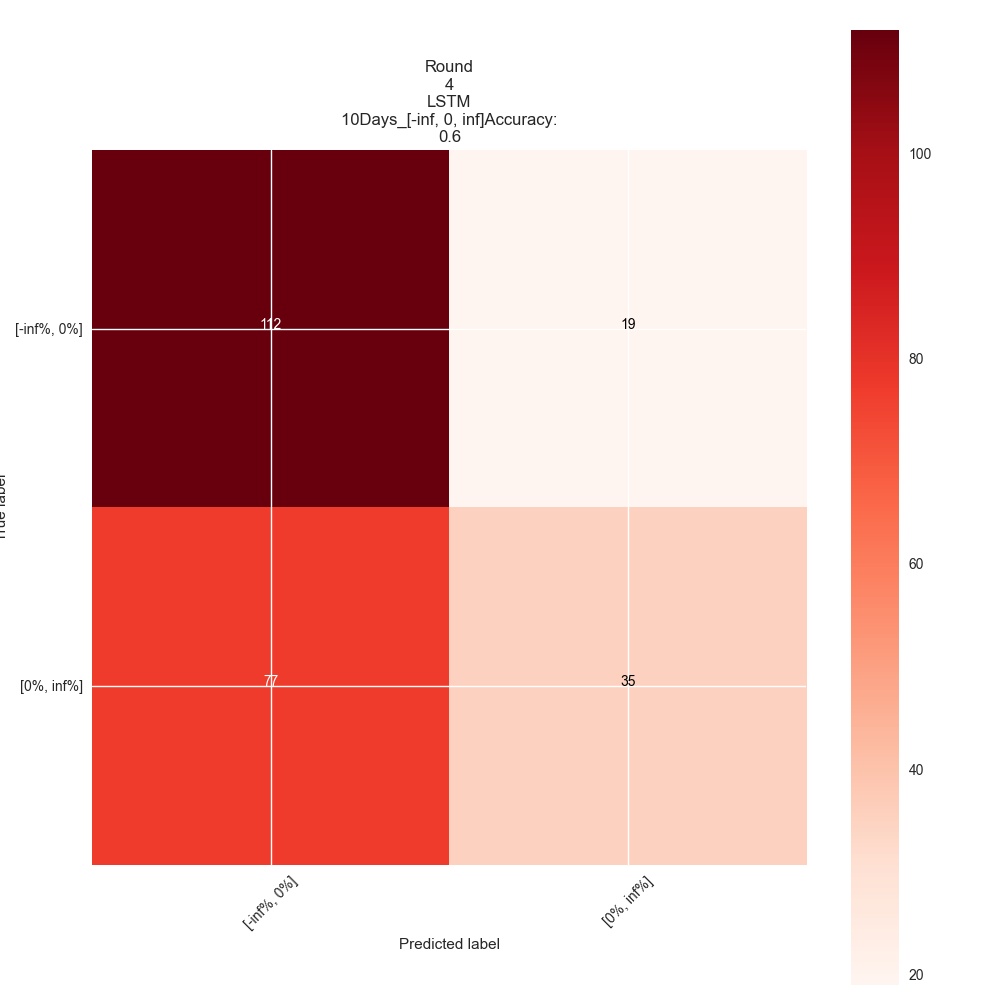 Round
4
LSTM
10Days_[-inf, 0, inf]Accuracy:
0.6
100
80
60
40
20
[-inf%, 0%]
112
19
[0%, inf%]
77
35
[-inf%, 0%]
[0%, inf%]
Predicted label